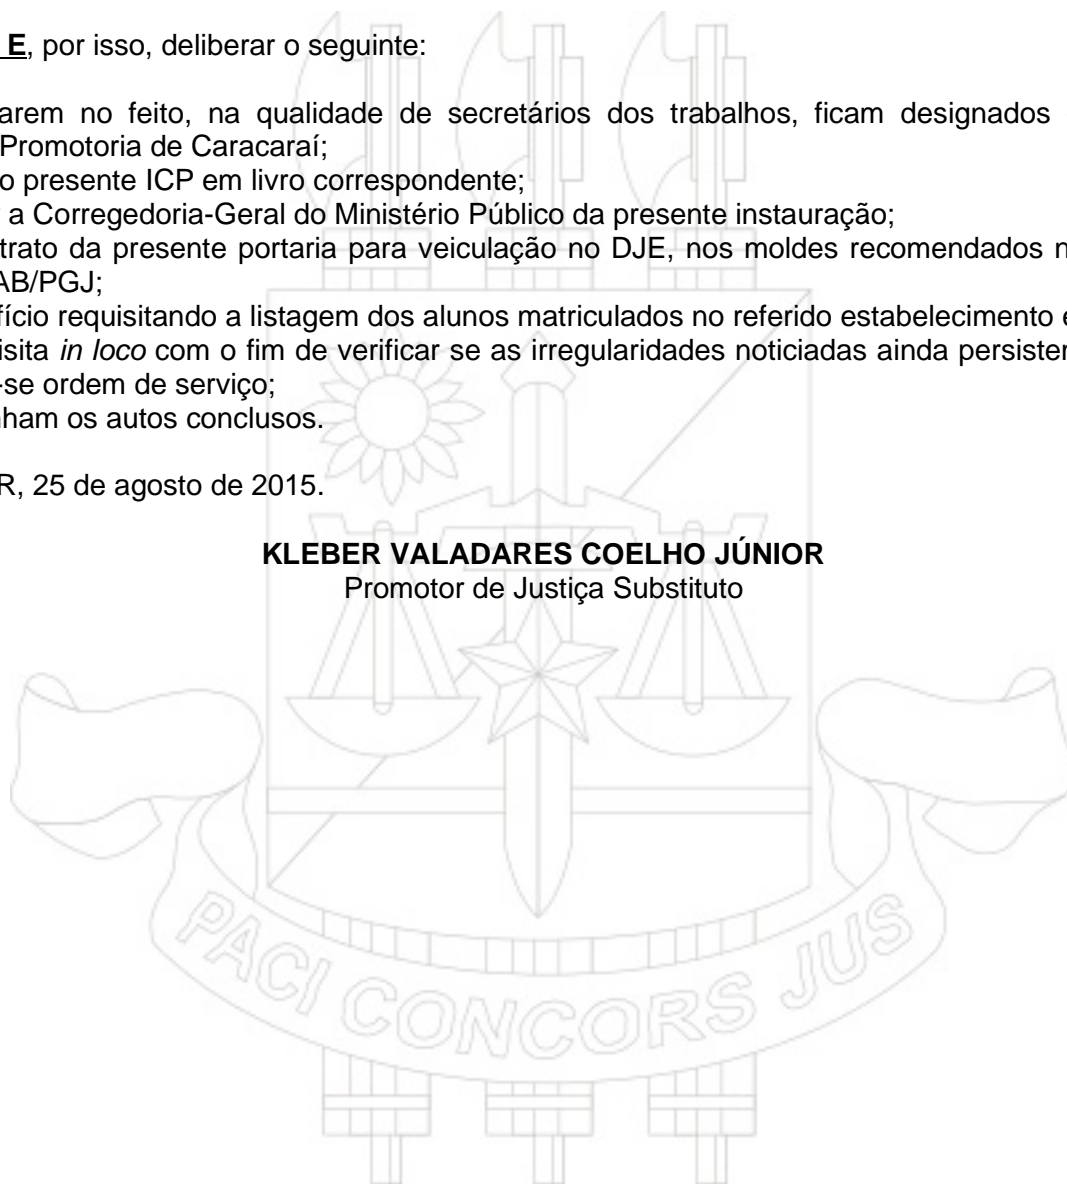 E, por isso, deliberar o seguinte:
arem no feito, na qualidade de secretários dos trabalhos, ficam designados
Promotoria de Caracaraí;
o presente ICP em livro correspondente;
a Corregedoria-Geral do Ministério Público da presente instauração;
trato da presente portaria para veiculação no DJE, nos moldes recomendados n
AB/PGJ;
fício requisitando a listagem dos alunos matriculados no referido estabelecimento e
isita in loco com o fim de verificar se as irregularidades noticiadas ainda persistem
-se ordem de serviço;
nham os autos conclusos.
R, 25 de agosto de 2015.
KLEBER VALADARES COELHO JÚNIOR
Promotor de Justiça Substituto
PACI CONCORS JUS